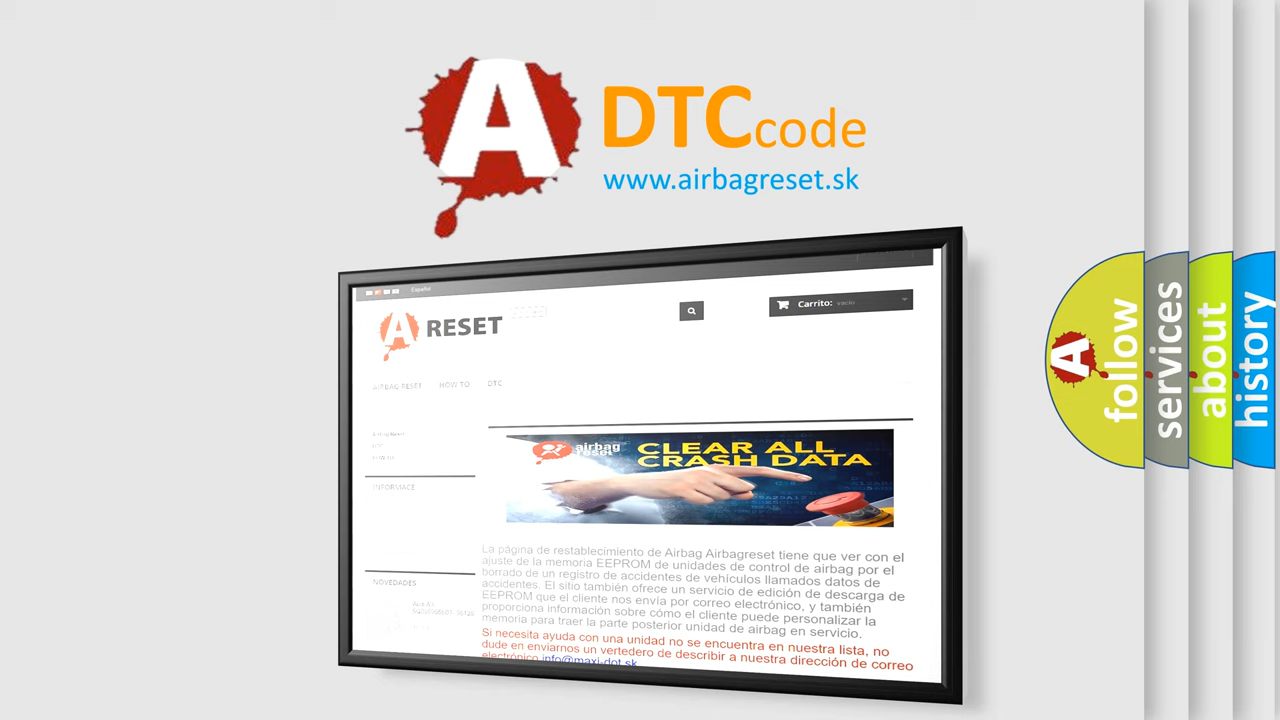 A DTCcode
www.airbagreset.sk
Español
A RESET
Carrito: vacío
AIRBAG RESET HOW TO DTC
INFORMACE
NOVEDADES
airbag
reset
CLEAR ALL
CRASH DATA
La página de restablecimiento de Airbag Airbagreset tiene que ver con el
ajuste de la memoria EEPROM de unidades de control de airbag por el
borrado de un registro de accidentes de vehículos llamados datos de
accidentes. El sitio también ofrece un servicio de edición de descarga de
EEPROM que el cliente nos envía por correo electrónico, y también
proporciona información sobre cómo el cliente puede personalizar la
memoria para traer la parte posterior unidad de airbag en servicio.
Si necesita ayuda con una unidad no se encuentra en nuestra lista, no
dude en enviarnos un vertedero de describir a nuestra dirección de correo
electrónico info@maxi-dot.sk
A
follow
services
about
history